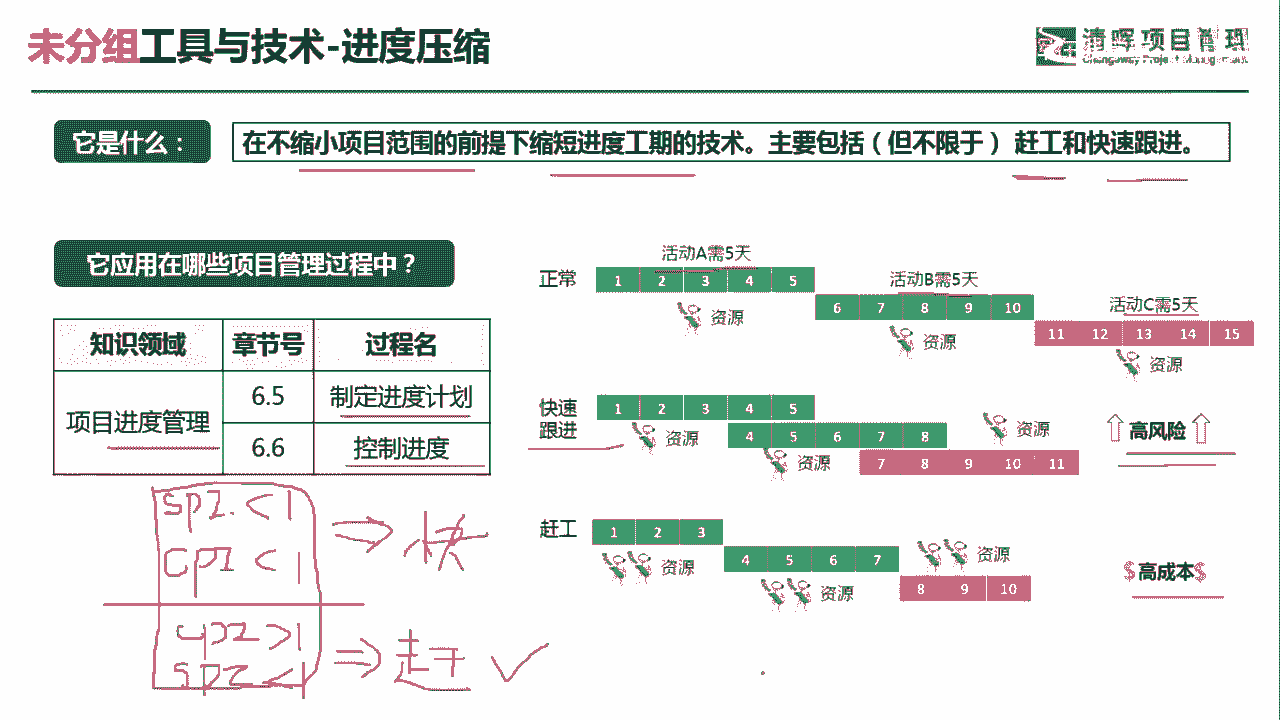 未分组工具与技术-进度压缩
清晖项目管理
它是什么：
在不缩小项目范围的前提下缩短进度工期的技术。主要包括（但不限于）赶工和快速跟进。
它应用在哪些项目管理过程中？
知识领域 章节号 过程名
项目进度管理
6.5 制定进度计划
6.6 控制进度
正常
活动A需5天
1 2 3 4 5
资源
活动B需5天
6 7 8 9 10
资源
活动C需5天
11 12 13 14 15
资源
快速
跟进
1 2 3 4 5
资源
4 5 6 7 8
资源
资源
7 8 9 10 11
高风险
赶工
1 2 3
资源
4 5 6 7
资源
资源
8 9 10
$高成本$
SPI.<1
CPI<1
⇒快
CPI>1
SPI<1
⇒赶工 ✓